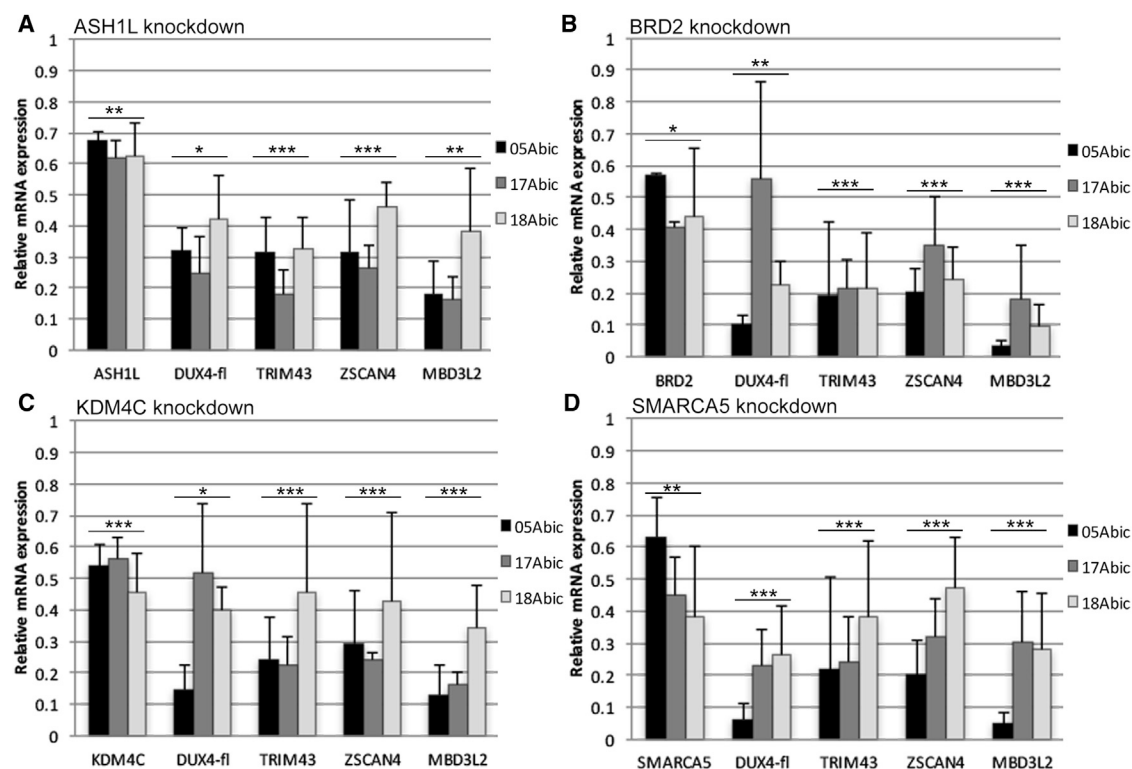 A ASH1L knockdown
1
0.9
0.8
0.7
0.6
0.5
0.4
0.3
0.2
0.1
0
Relative mRNA expression
** * *** *** **
ASH1L DUX4-fl TRIM43 ZSCAN4 MBD3L2
05Abic
17Abic
18Abic
B BRD2 knockdown
1
0.9
0.8
0.7
0.6
0.5
0.4
0.3
0.2
0.1
0
Relative mRNA expression
* ** *** *** ***
BRD2 DUX4-fl TRIM43 ZSCAN4 MBD3L2
05Abic
17Abic
18Abic
C KDM4C knockdown
1
0.9
0.8
0.7
0.6
0.5
0.4
0.3
0.2
0.1
0
Relative mRNA expression
*** * *** *** ***
KDM4C DUX4-fl TRIM43 ZSCAN4 MBD3L2
05Abic
17Abic
18Abic
D SMARCA5 knockdown
1
0.9
0.8
0.7
0.6
0.5
0.4
0.3
0.2
0.1
0
Relative mRNA expression
** *** *** *** ***
SMARCA5 DUX4-fl TRIM43 ZSCAN4 MBD3L2
05Abic
17Abic
18Abic